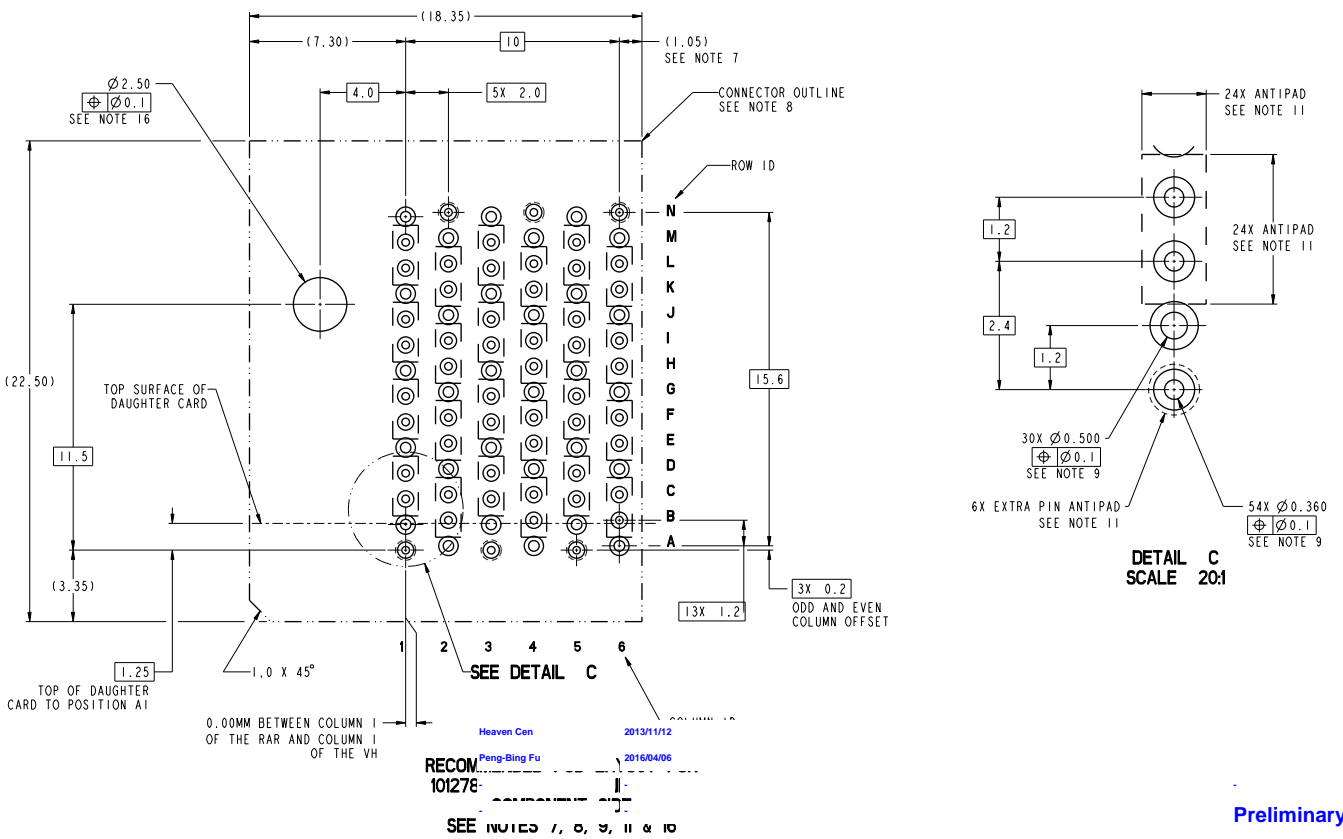 (18.35)
(7.30)
10
(1.05)
SEE NOTE 7
Ø2.50
⌖ Ø0.1
SEE NOTE 16
4.0
5X 2.0
CONNECTOR OUTLINE
SEE NOTE 8
ROW ID
N
M
L
K
J
I
H
G
F
E
D
C
B
A
(22.50)
TOP SURFACE OF
DAUGHTER CARD
11.5
(3.35)
15.6
3X 0.2
ODD AND EVEN
COLUMN OFFSET
13X 1.2
1 2 3 4 5 6
SEE DETAIL C
1.25
TOP OF DAUGHTER
CARD TO POSITION A1
1.0 X 45°
0.00MM BETWEEN COLUMN 1
OF THE RAR AND COLUMN 1
OF THE VH
Heaven Cen 2013/11/12
Peng-Bing Fu 2016/04/06
RECOM
101278
SEE NOTES 7, 8, 9, 11 & 16
24X ANTIPAD
SEE NOTE 11
24X ANTIPAD
SEE NOTE 11
1.2
2.4
1.2
30X Ø0.500
⌖ Ø0.1
SEE NOTE 9
6X EXTRA PIN ANTIPAD
SEE NOTE 11
54X Ø0.360
⌖ Ø0.1
SEE NOTE 9
DETAIL C
SCALE 20:1
Preliminary